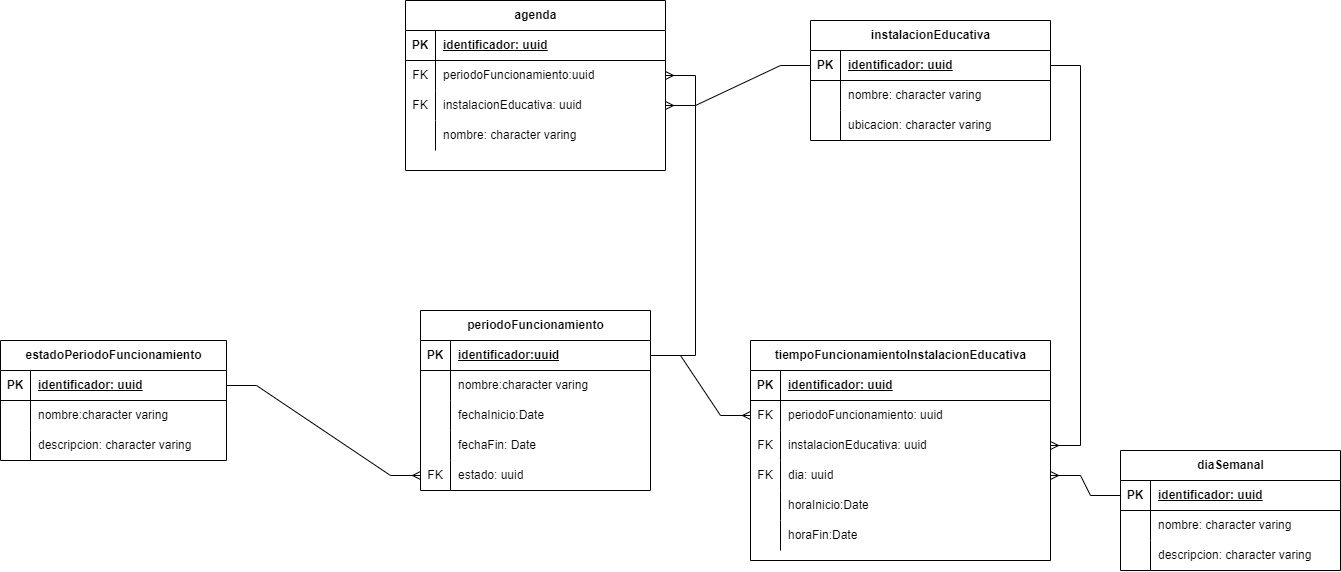 agenda
PK identificador: uuid
FK periodoFuncionamiento:uuid
FK instalacionEducativa: uuid
nombre: character varing
instalacionEducativa
PK identificador: uuid
nombre: character varing
ubicacion: character varing
estadoPeriodoFuncionamiento
PK identificador: uuid
nombre:character varing
descripcion: character varing
periodoFuncionamiento
PK identificador:uuid
nombre:character varing
fechaInicio:Date
fechaFin: Date
FK estado: uuid
tiempoFuncionamientoInstalacionEducativa
PK identificador: uuid
FK periodoFuncionamiento: uuid
FK instalacionEducativa: uuid
FK dia: uuid
horaInicio:Date
horaFin:Date
diaSemanal
PK identificador: uuid
nombre: character varing
descripcion: character varing